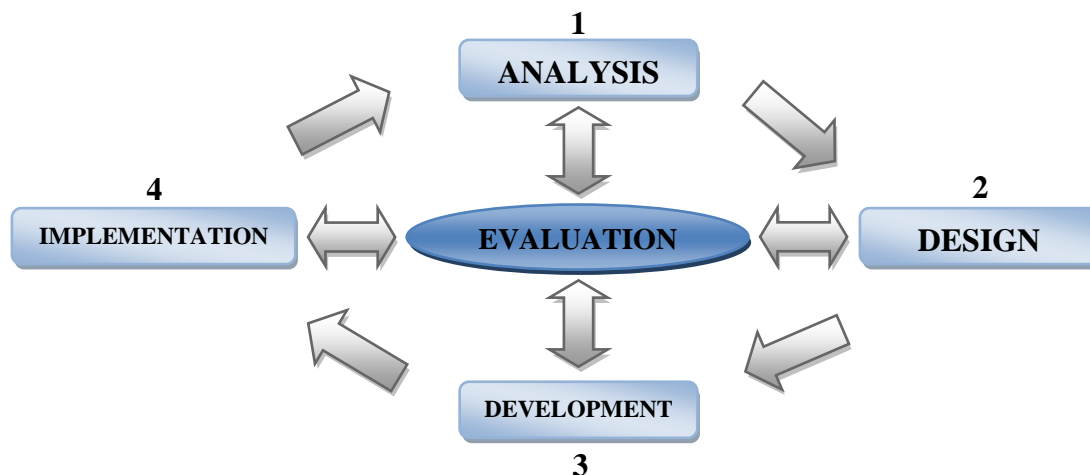 1
ANALYSIS
4
IMPLEMENTATION
EVALUATION
2
DESIGN
DEVELOPMENT
3